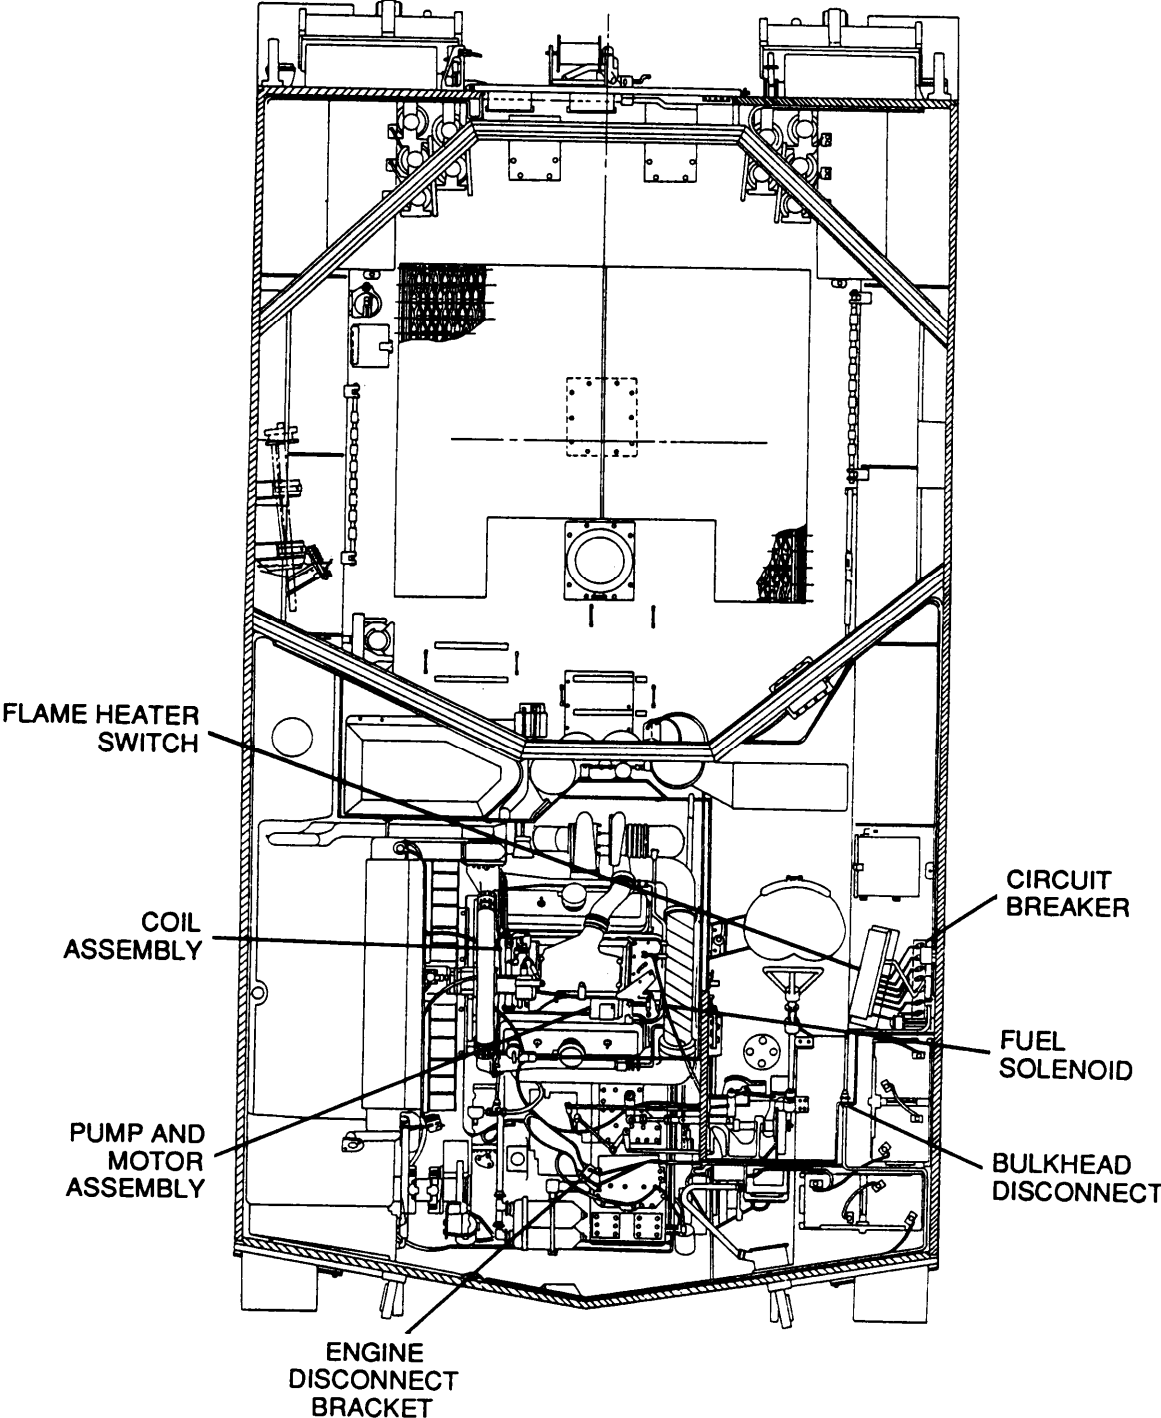 FLAME HEATER
SWITCH
COIL
ASSEMBLY
PUMP AND
MOTOR
ASSEMBLY
ENGINE
DISCONNECT
BRACKET
CIRCUIT
BREAKER
FUEL
SOLENOID
BULKHEAD
DISCONNECT